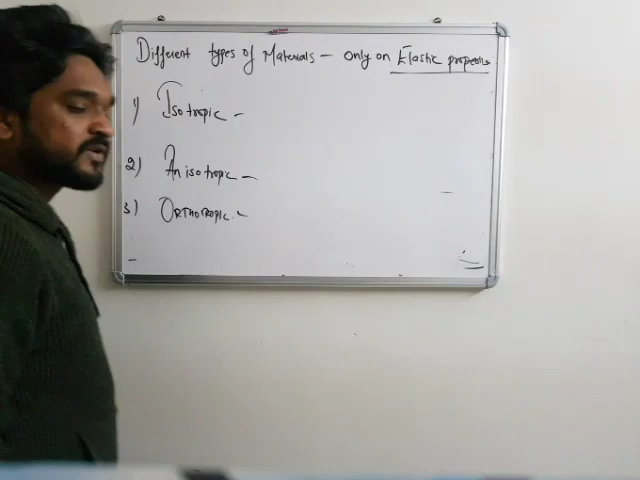 Different types of Materials - only on Elastic properties
1) Isotropic -
2) Anisotropic -
3) Orthotropic -